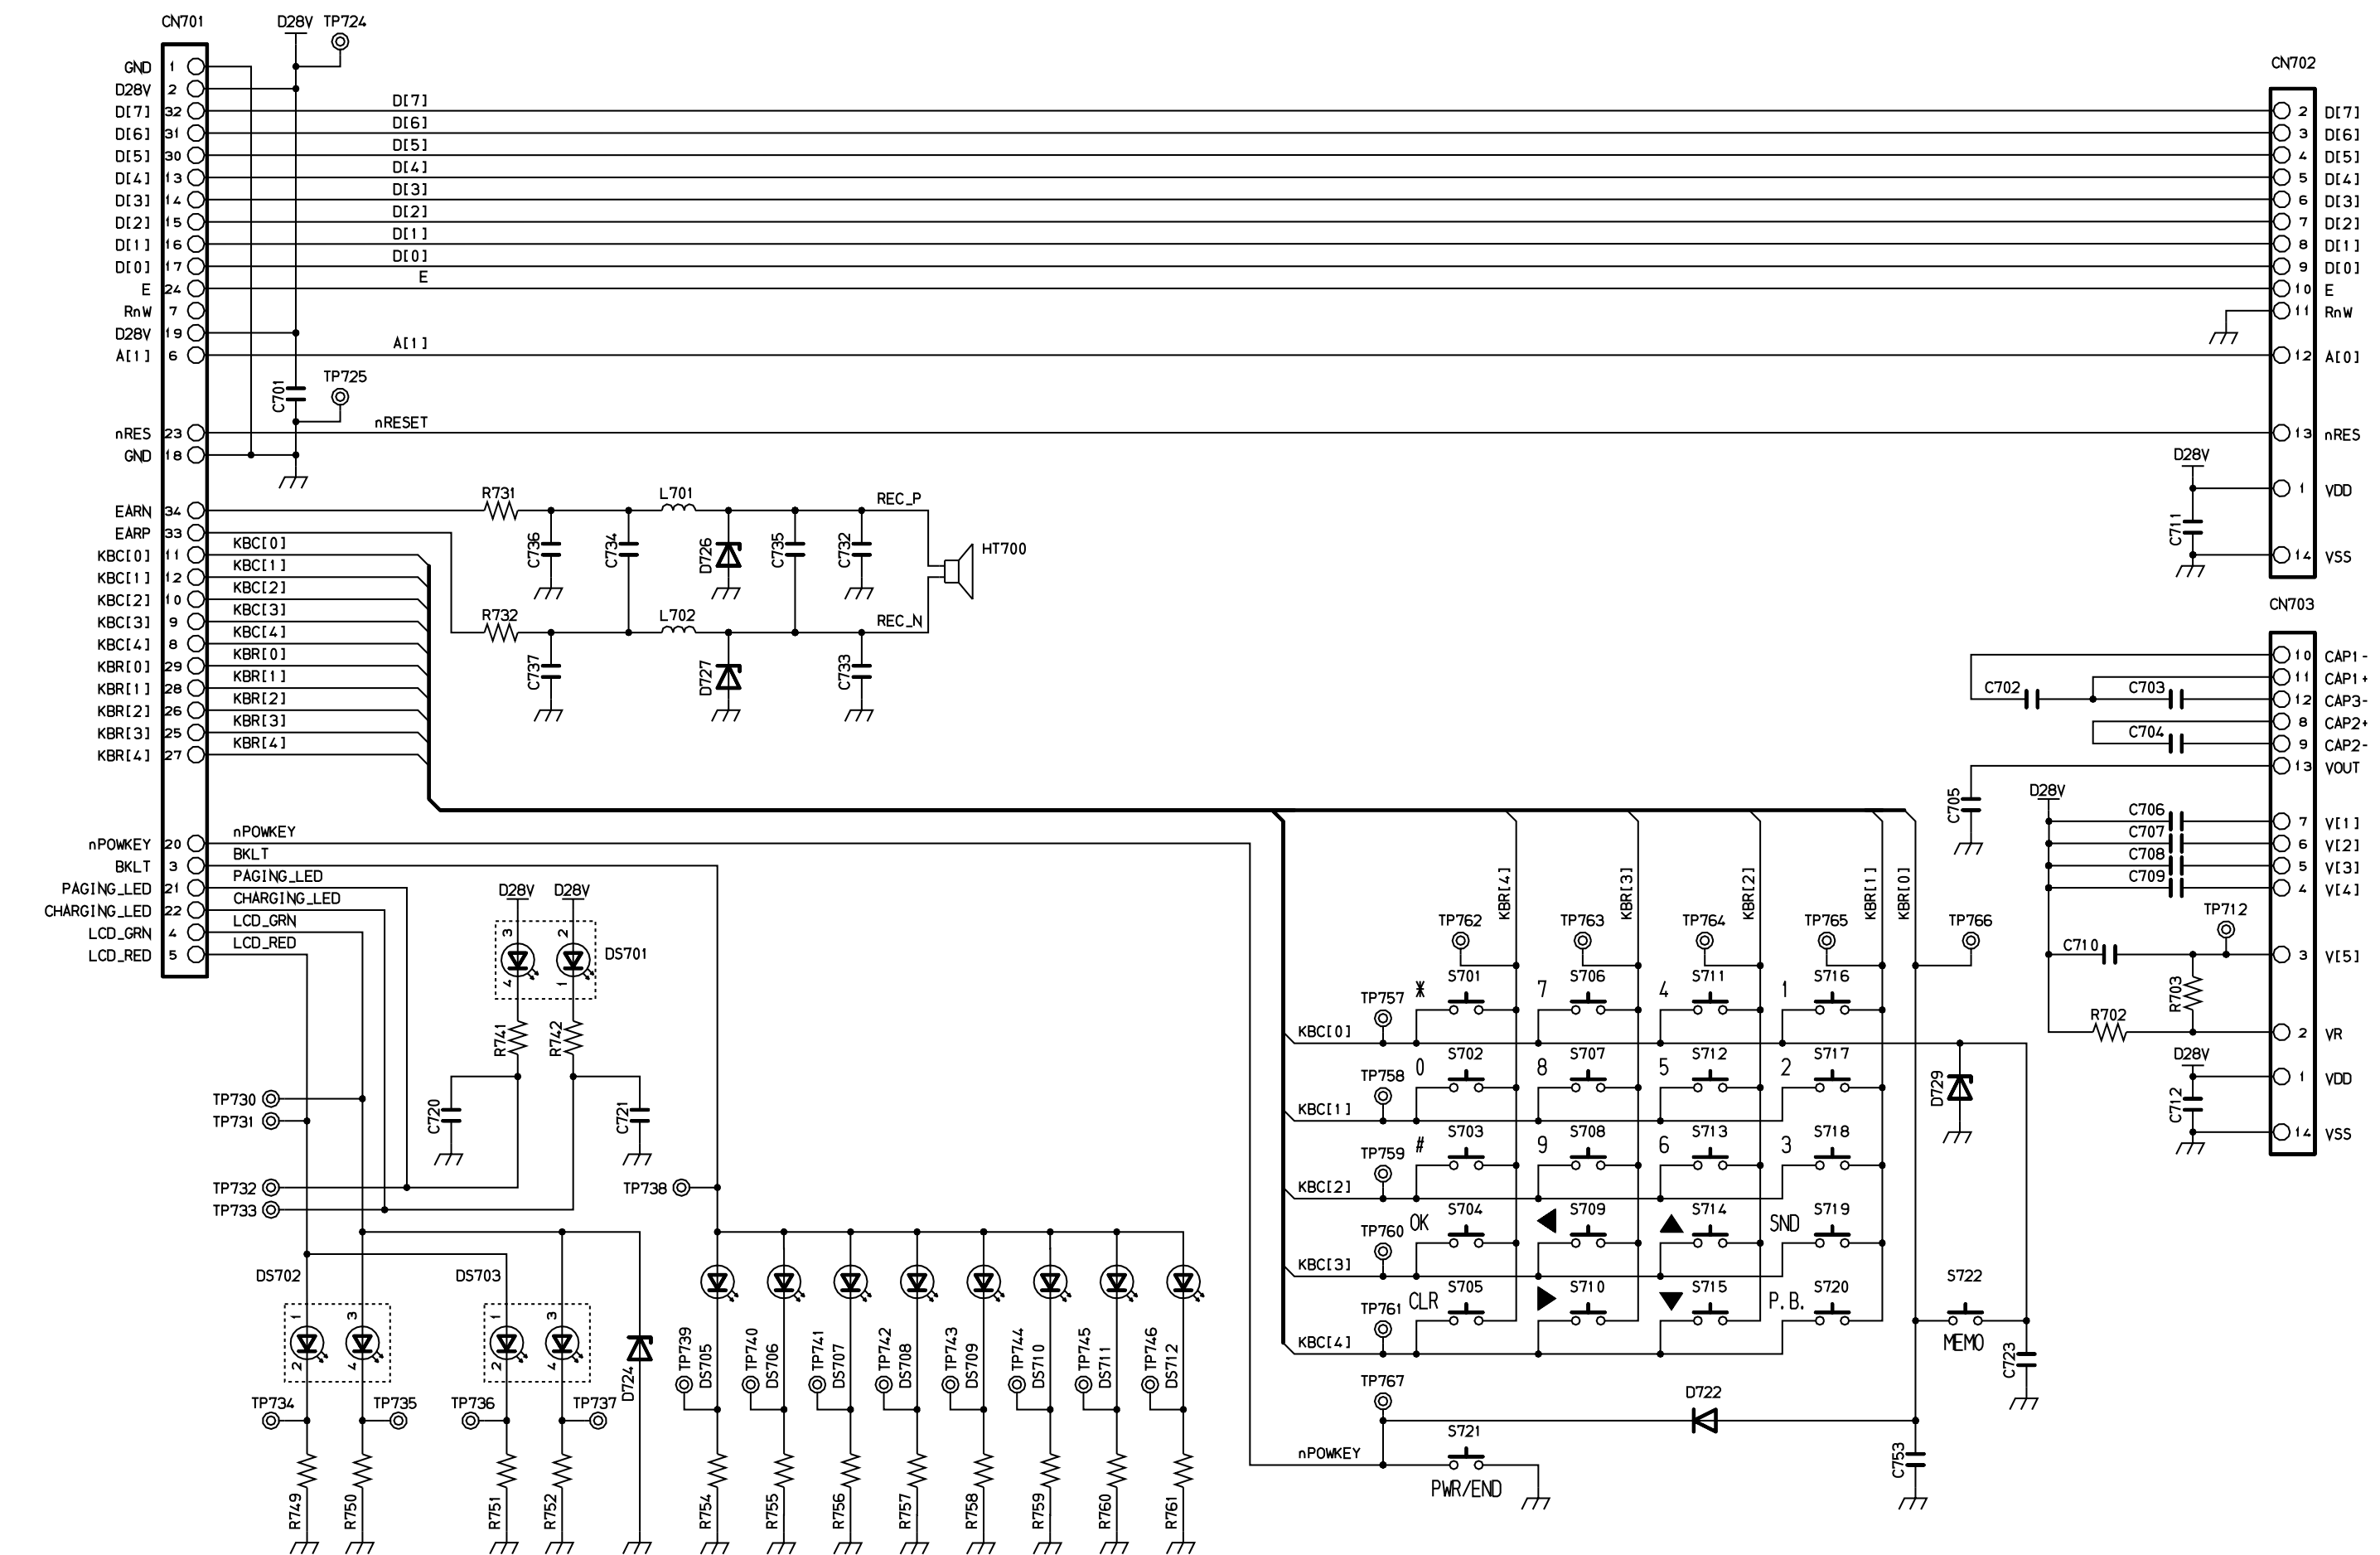 CN701
D28V
TP724
GND 1
D28V 2
D[7] 32
D[6] 31
D[5] 30
D[4] 13
D[3] 14
D[2] 15
D[1] 16
D[0] 17
E 24
RnW 7
D28V 19
A[1] 6
nRES 23
GND 18
EARN 34
EARP 33
KBC[0] 11
KBC[1] 12
KBC[2] 10
KBC[3] 9
KBC[4] 8
KBR[0] 29
KBR[1] 28
KBR[2] 26
KBR[3] 25
KBR[4] 27
nPOWKEY 20
BKLT 3
PAGING_LED 21
CHARGING_LED 22
LCD_GRN 4
LCD_RED 5
D[7]
D[6]
D[5]
D[4]
D[3]
D[2]
D[1]
D[0]
E
A[1]
C701
TP725
nRESET
KBC[0]
KBC[1]
KBC[2]
KBC[3]
KBC[4]
KBR[0]
KBR[1]
KBR[2]
KBR[3]
KBR[4]
nPOWKEY
BKLT
PAGING_LED
CHARGING_LED
LCD_GRN
LCD_RED
R731
L701
REC_P
C736
C734
D726
C735
C732
HT700
R732
L702
REC_N
C737
D727
C733
CN702
2 D[7]
3 D[6]
4 D[5]
5 D[4]
6 D[3]
7 D[2]
8 D[1]
9 D[0]
10 E
11 RnW
12 A[0]
13 nRES
D28V
1 VDD
C711
14 VSS
CN703
10 CAP1-
11 CAP1+
C702
C703
12 CAP3-
8 CAP2+
C704
9 CAP2-
13 VOUT
C705
D28V
C706
7 V[1]
C707
6 V[2]
C708
5 V[3]
C709
4 V[4]
TP712
C710
3 V[5]
R703
R702
2 VR
D28V
1 VDD
C712
14 VSS
D28V D28V
3 2
DS701
4 1
R741
R742
C720
C721
TP730
TP731
TP732
TP733
TP738
DS702
DS703
1 3
1 3
2 4
2 4
D724
TP734
TP735
TP736
TP737
R749
R750
R751
R752
TP739
DS705
TP740
DS706
TP741
DS707
TP742
DS708
TP743
DS709
TP744
DS710
TP745
DS711
TP746
DS712
R754
R755
R756
R757
R758
R759
R760
R761
KBR[4]
KBR[3]
KBR[2]
KBR[1]
KBR[0]
TP762
TP763
TP764
TP765
TP766
TP757
* S701
7 S706
4 S711
1 S716
KBC[0]
TP758
0 S702
8 S707
5 S712
2 S717
KBC[1]
D729
TP759
# S703
9 S708
6 S713
3 S718
KBC[2]
TP760
OK S704
S709
S714
SND S719
KBC[3]
TP761
CLR S705
S710
S715
P.B. S720
KBC[4]
S722
MEMO
C723
TP767
D722
S721
nPOWKEY
PWR/END
C753